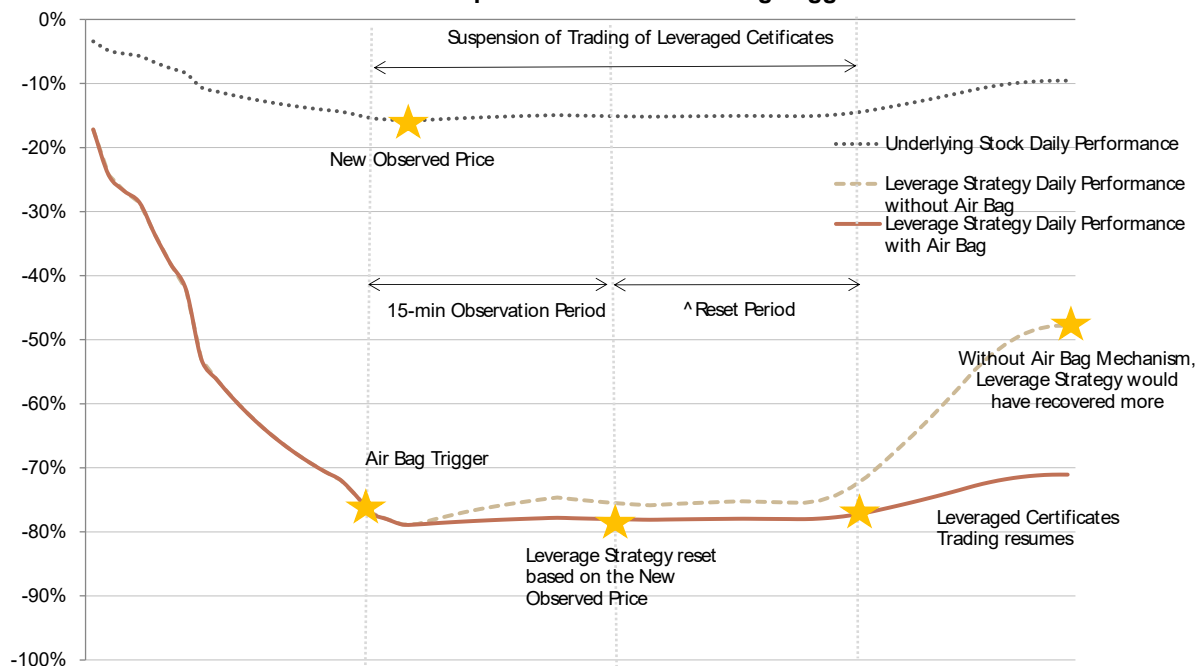 0%
Suspension of Trading of Leveraged Cetificates
-10%
New Observed Price
-20%
Underlying Stock Daily Performance
Leverage Strategy Daily Performance
without Air Bag
Leverage Strategy Daily Performance
with Air Bag
-30%
-40%
15-min Observation Period
^Reset Period
-50%
Without Air Bag Mechanism,
Leverage Strategy would
have recovered more
-60%
Air Bag Trigger
-70%
-80%
Leveraged Certificates
Trading resumes
Leverage Strategy reset
based on the New
Observed Price
-90%
-100%